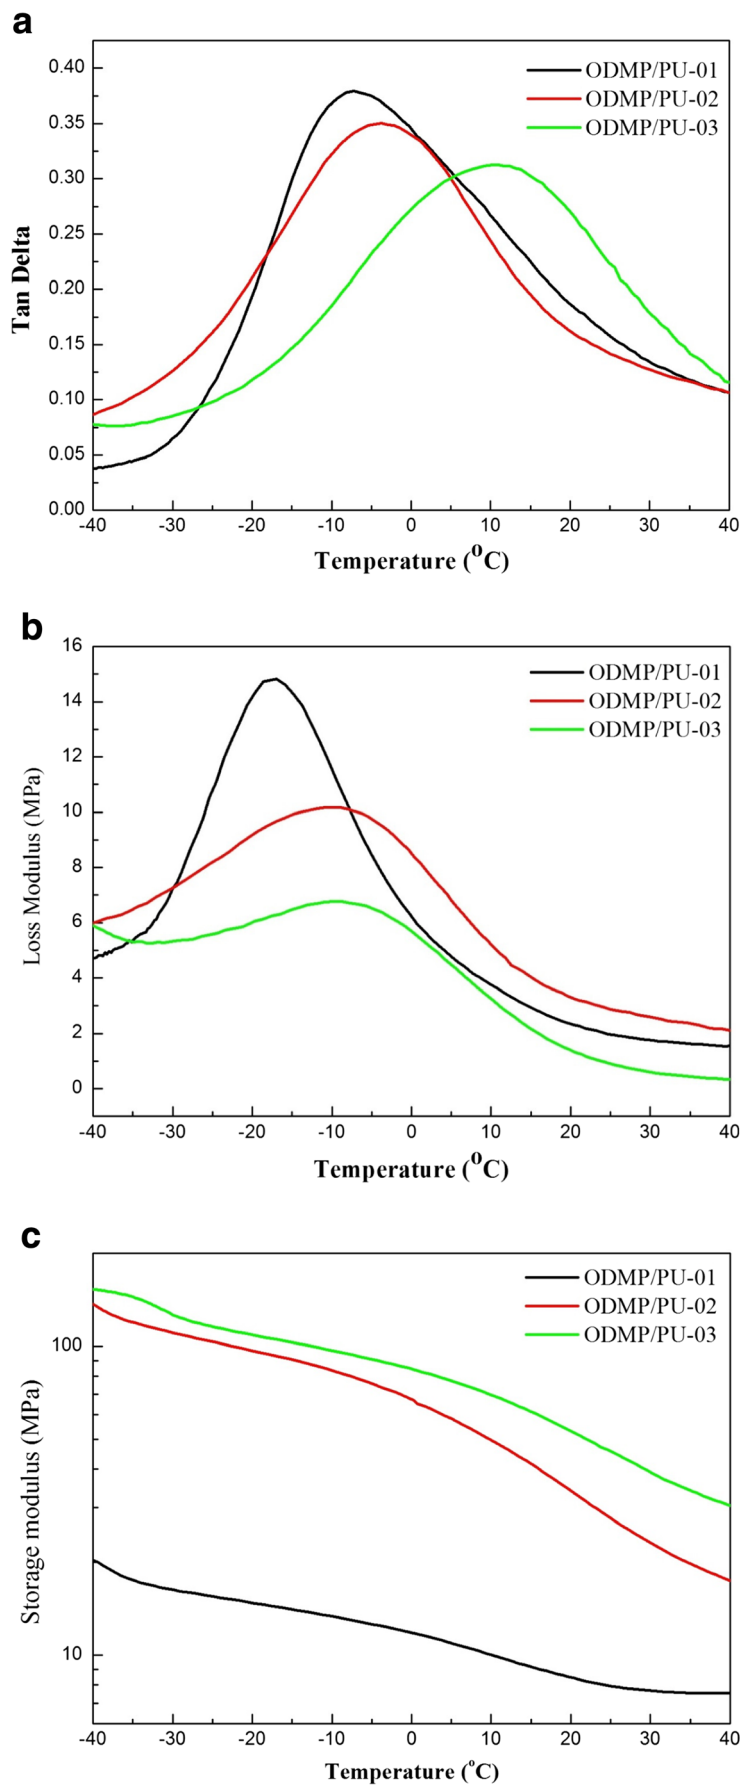 a
0.40
0.35
0.30
0.25
0.20
0.15
0.10
0.05
0.00
Tan Delta
ODMP/PU-01
ODMP/PU-02
ODMP/PU-03
-40 -30 -20 -10 0 10 20 30 40
Temperature (ᴼC)
b
16
14
12
10
8
6
4
2
0
Loss Modulus (MPa)
ODMP/PU-01
ODMP/PU-02
ODMP/PU-03
-40 -30 -20 -10 0 10 20 30 40
Temperature (ᴼC)
c
100
10
Storage modulus (MPa)
ODMP/PU-01
ODMP/PU-02
ODMP/PU-03
-40 -30 -20 -10 0 10 20 30 40
Temperature (°C)